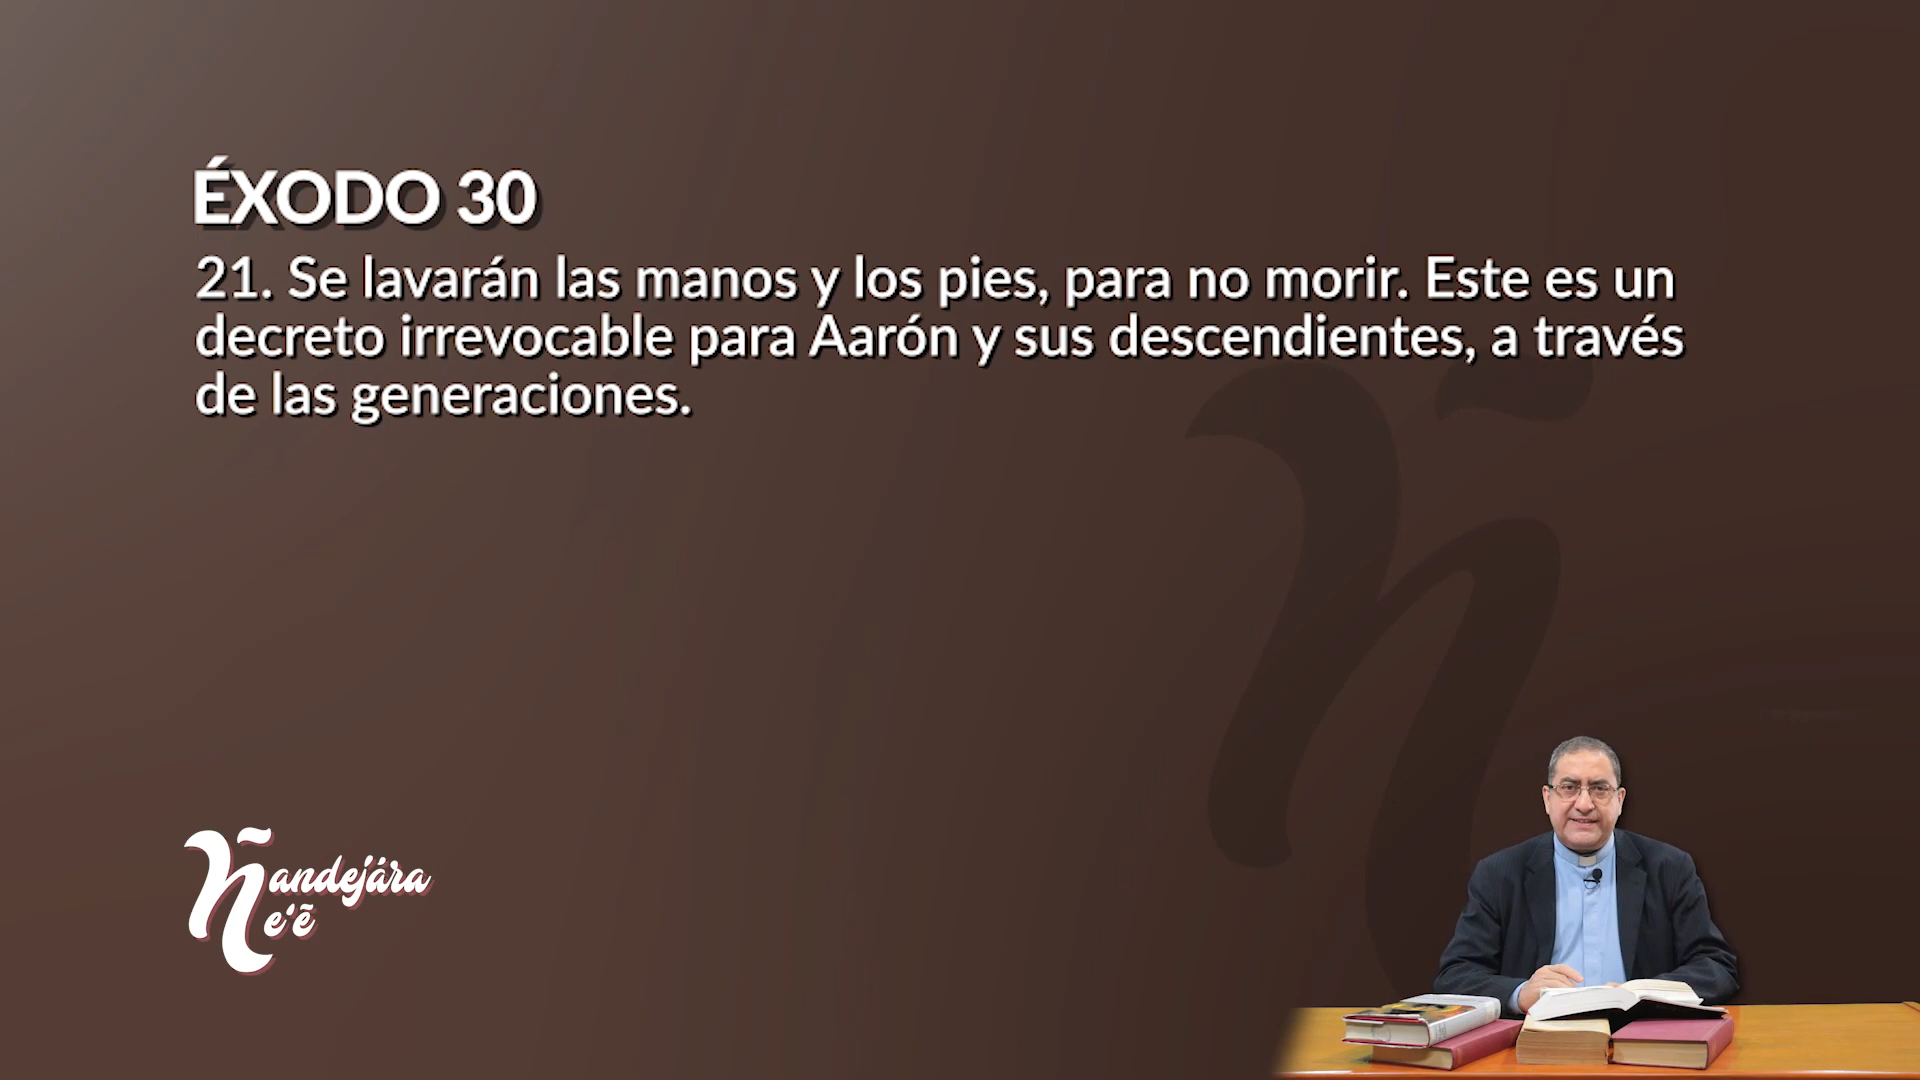 ÉXODO 30
21. Se lavarán las manos y los pies, para no morir. Este es un
decreto irrevocable para Aarón y sus descendientes, a través
de las generaciones.
Ñandejára
Ñe'ẽ